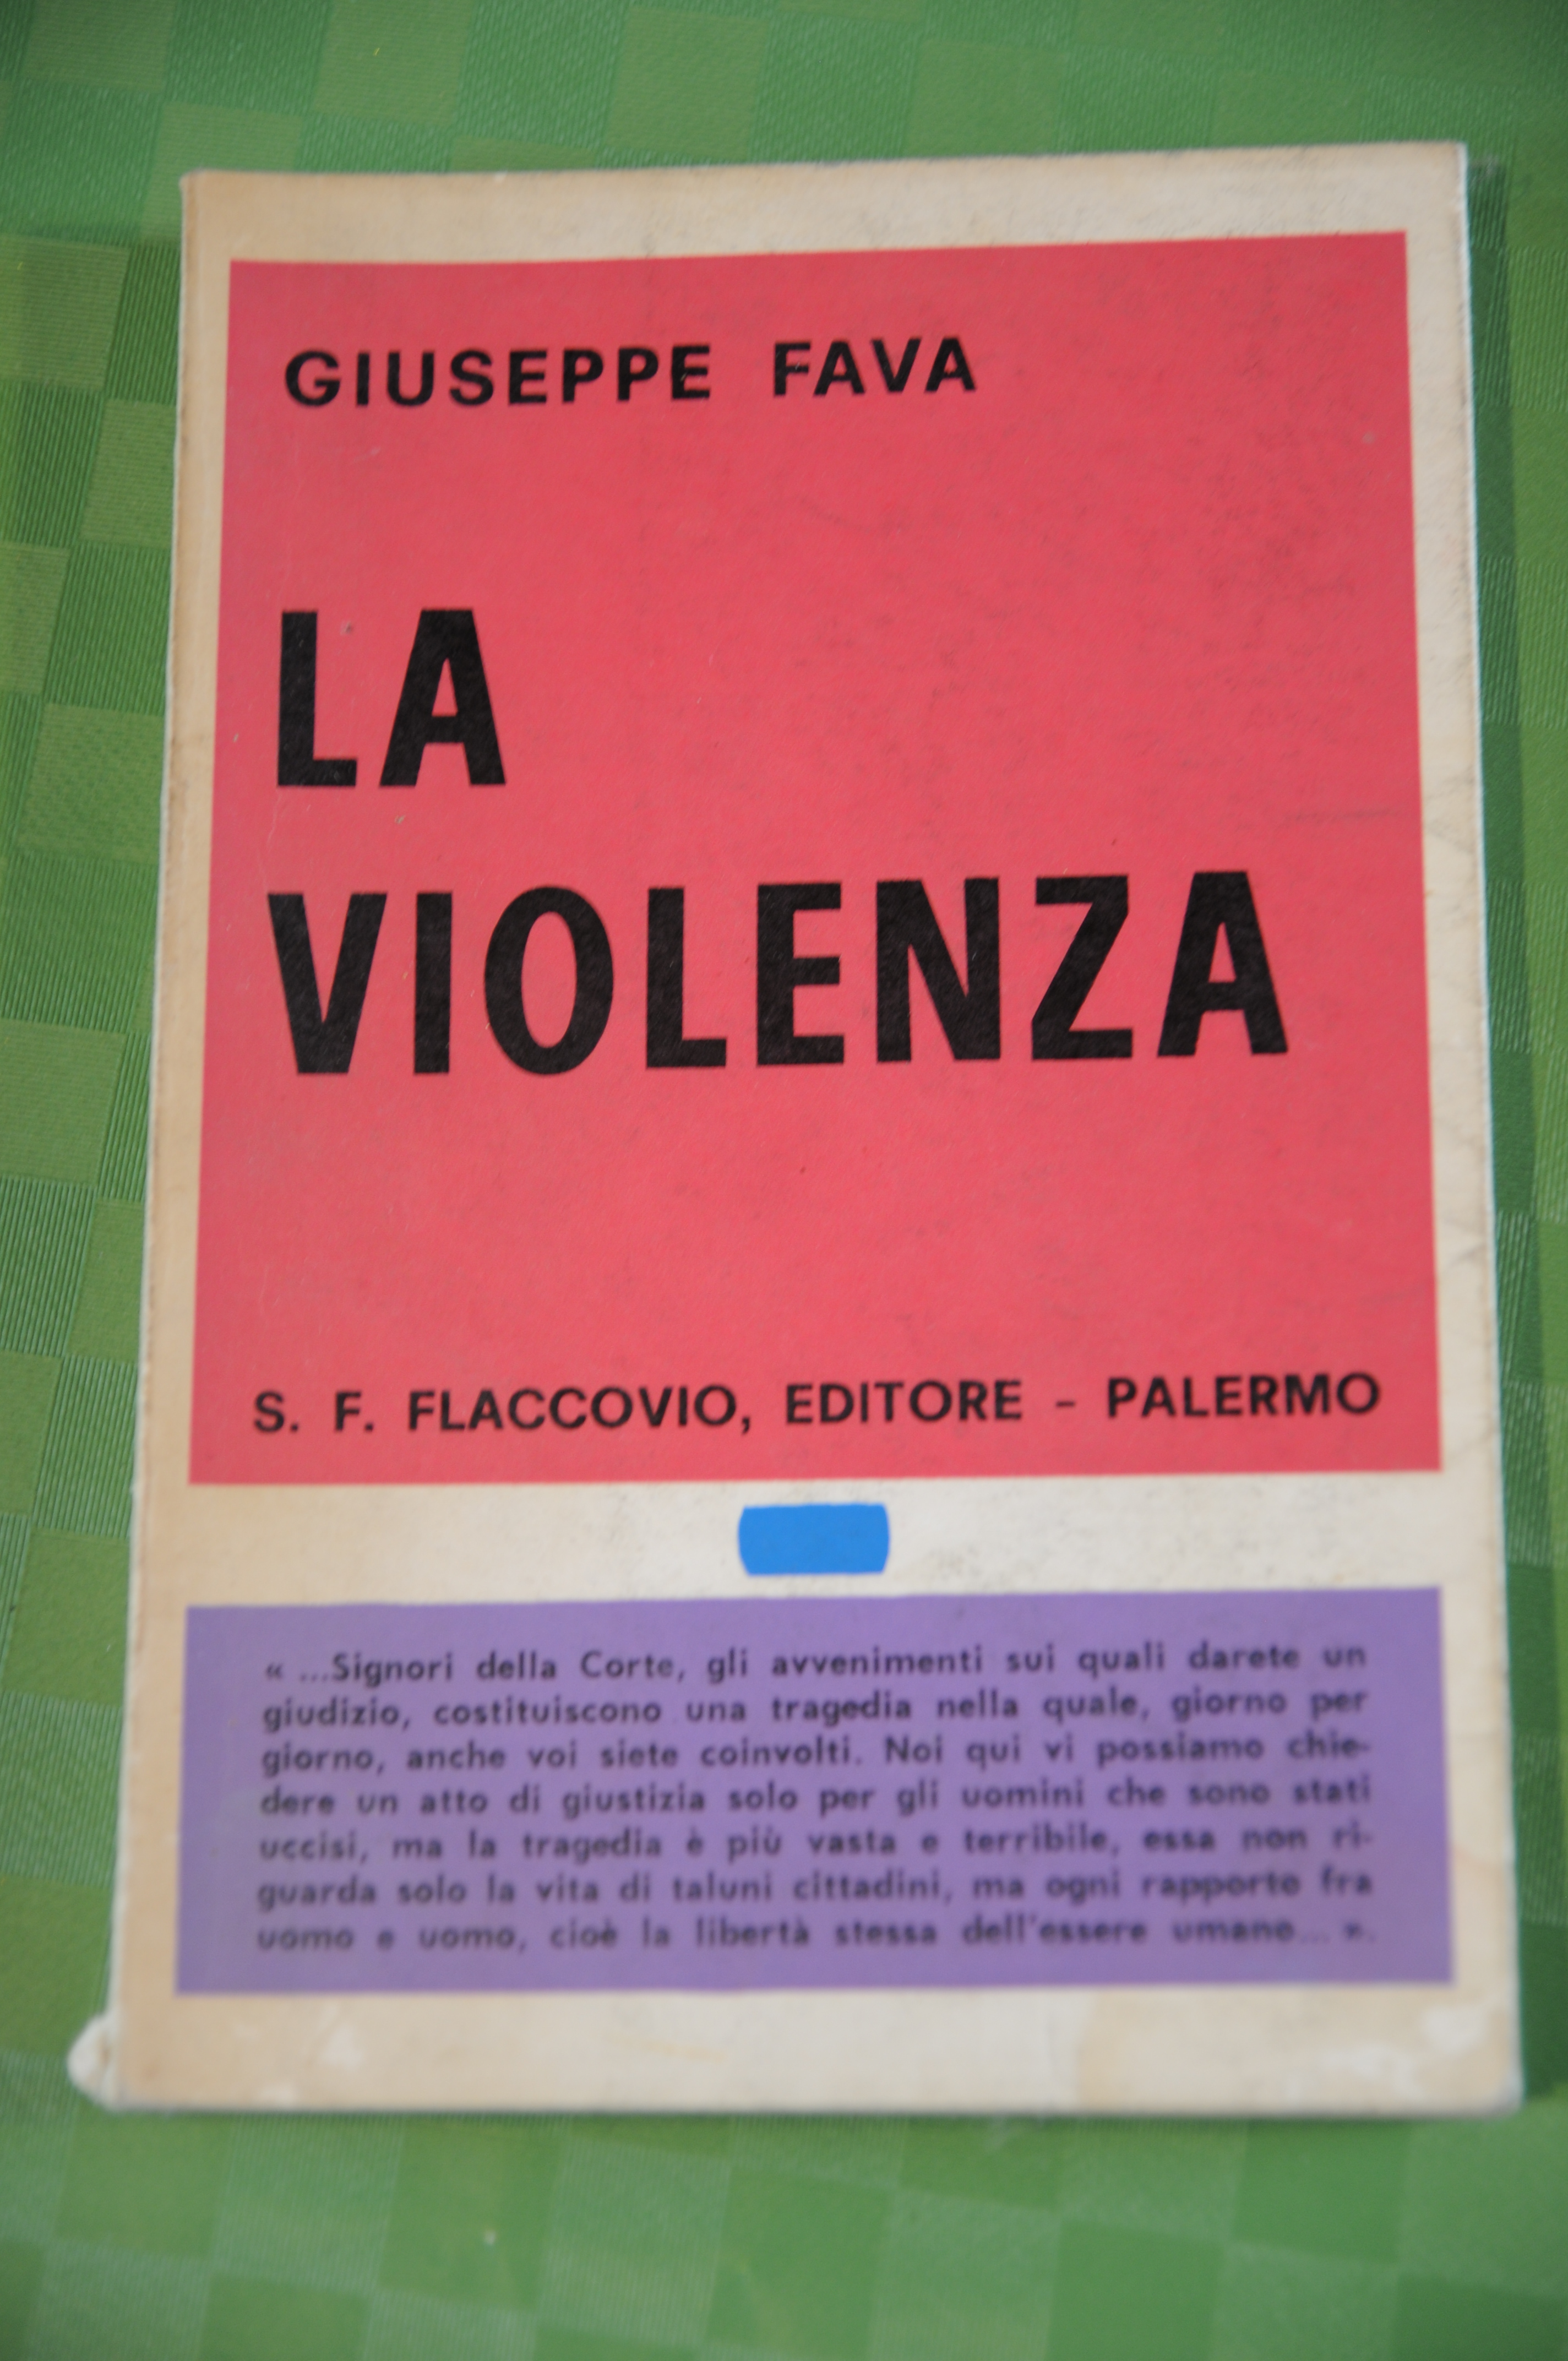 GIUSEPPE FAVA
LA
VIOLENZA
S. F. FLACCOVIO, EDITORE - PALERMO
« ...Signori della Corte, gli avvenimenti sui quali darete un
giudizio, costituiscono una tragedia nella quale, giorno per
giorno, anche voi siete coinvolti. Noi qui vi possiamo chie-
dere un atto di giustizia solo per gli uomini che sono stati
uccisi, ma la tragedia è più vasta e terribile, essa non ri-
guarda solo la vita di taluni cittadini, ma ogni rapporto fra
uomo e uomo, cioè la libertà stessa dell'essere umano... ».